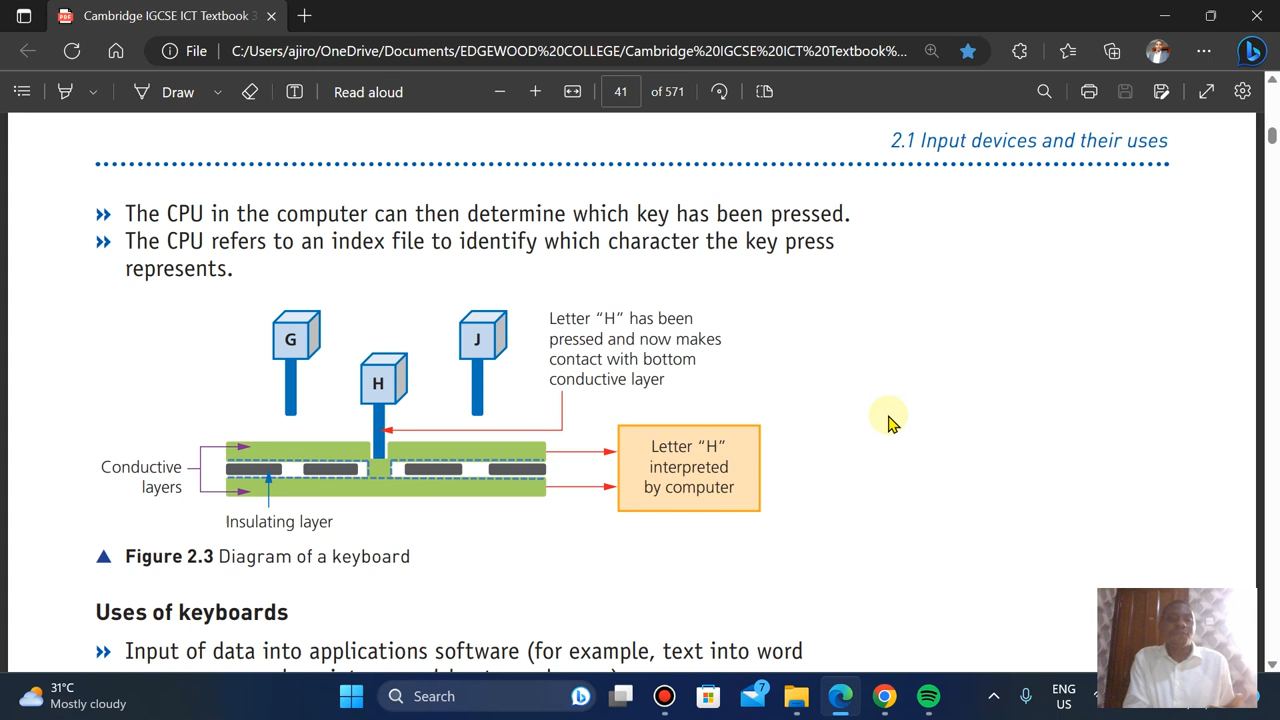 Cambridge IGCSE ICT Textbook 3
File
C:/Users/ajiro/OneDrive/Documents/EDGEWOOD%20COLLEGE/Cambridge%20IGCSE%20ICT%20Textbook%...
Draw
Read aloud
41
of 571
2.1 Input devices and their uses
» The CPU in the computer can then determine which key has been pressed.
» The CPU refers to an index file to identify which character the key press
represents.
G
H
J
Letter “H” has been
pressed and now makes
contact with bottom
conductive layer
Conductive
layers
Insulating layer
Letter “H”
interpreted
by computer
▲ Figure 2.3 Diagram of a keyboard
Uses of keyboards
» Input of data into applications software (for example, text into word
31°C
Mostly cloudy
Search
7
ENG
US